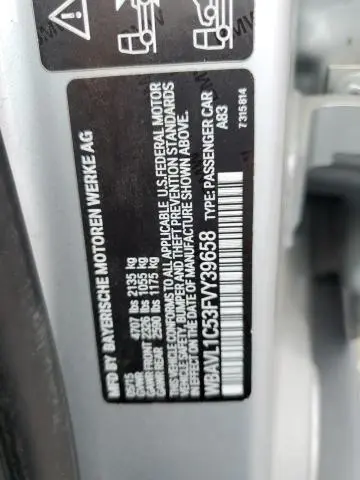 MFD BY BAYERISCHE MOTOREN WERKE AG
05/15
GVWR 4707 lbs 2135 kg
GAWR FRONT 2326 lbs 1055 kg
GAWR REAR 2590 lbs 1175 kg
THIS VEHICLE CONFORMS TO ALL APPLICABLE U.S. FEDERAL MOTOR
VEHICLE SAFETY, BUMPER AND THEFT PREVENTION STANDARDS
IN EFFECT ON THE DATE OF MANUFACTURE SHOWN ABOVE.
WBAVL1C53FVY39658 TYPE: PASSENGER CAR
A83
7 315 814